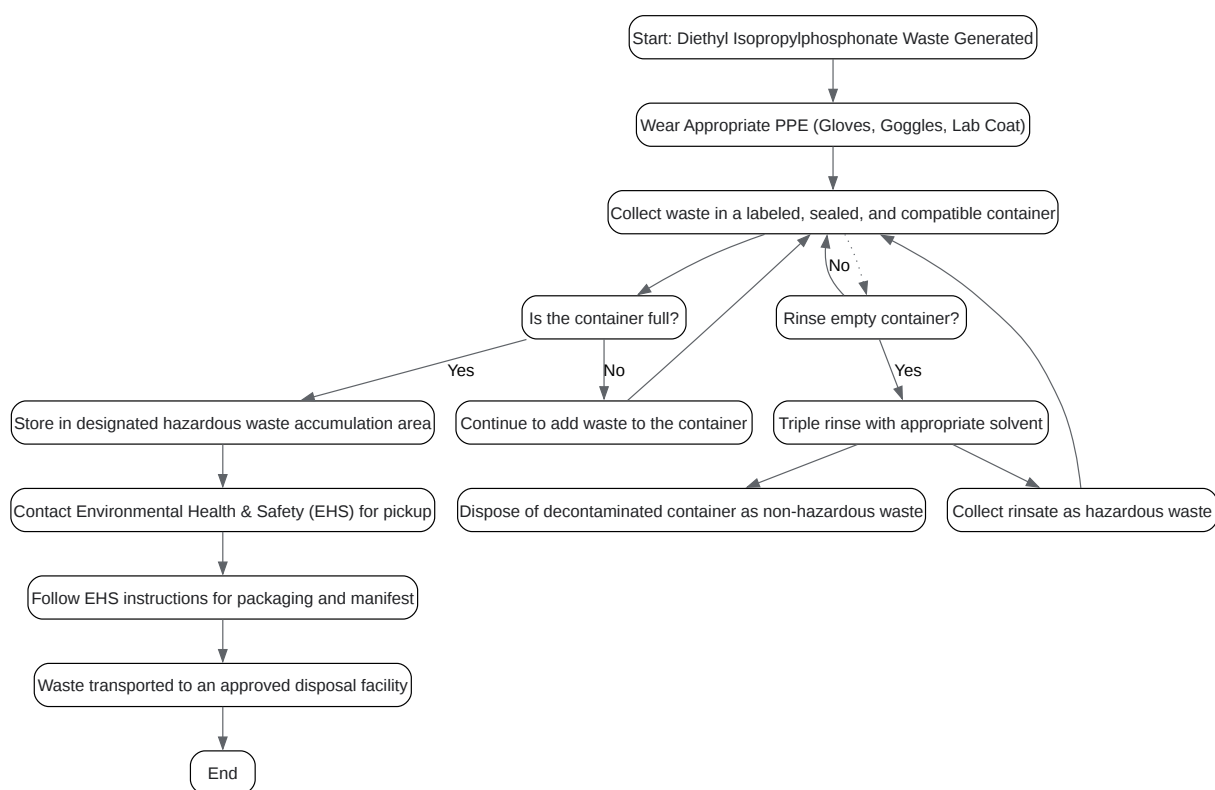 Start: Diethyl Isopropylphosphonate Waste Generated
Wear Appropriate PPE (Gloves, Goggles, Lab Coat)
Collect waste in a labeled, sealed, and compatible container
No
Is the container full?
Rinse empty container?
Yes
No
Yes
Store in designated hazardous waste accumulation area
Continue to add waste to the container
Triple rinse with appropriate solvent
Contact Environmental Health & Safety (EHS) for pickup
Dispose of decontaminated container as non-hazardous waste
Collect rinsate as hazardous waste
Follow EHS instructions for packaging and manifest
Waste transported to an approved disposal facility
End